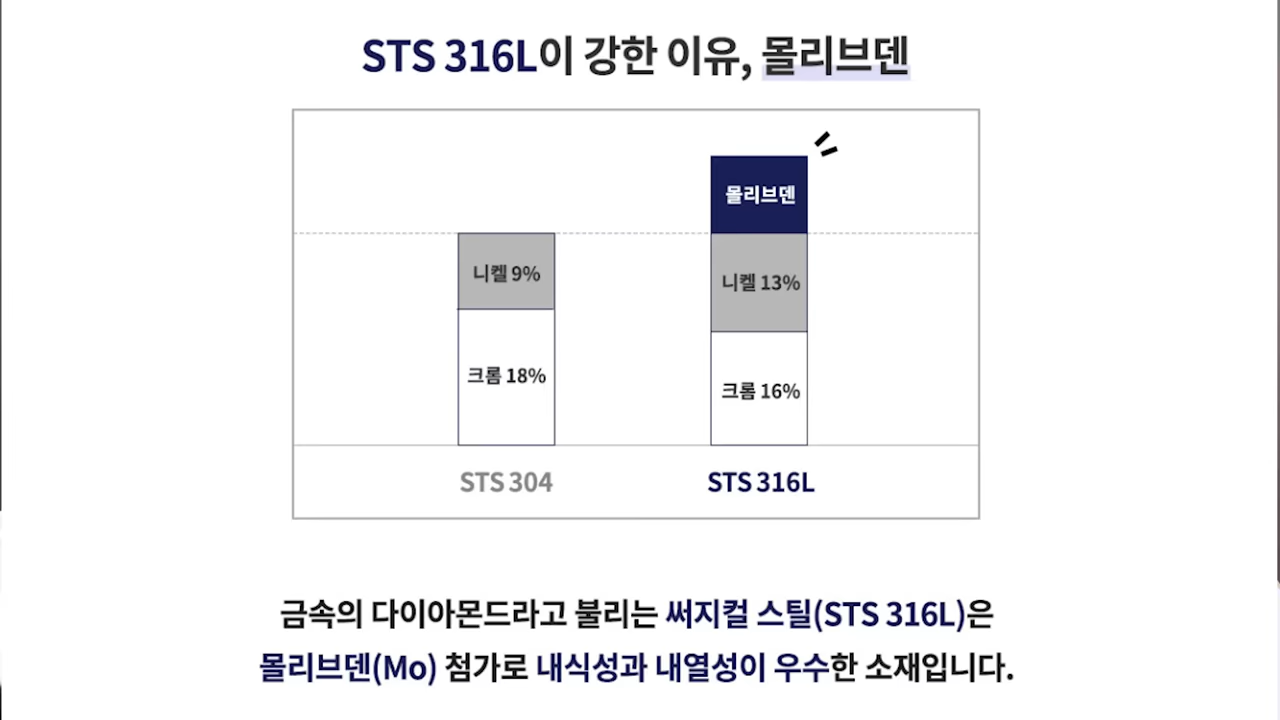 STS 316L이 강한 이유, 몰리브덴
몰리브덴
니켈 9%
니켈 13%
크롬 18%
크롬 16%
STS 304
STS 316L
금속의 다이아몬드라고 불리는 써지컬 스틸(STS 316L)은
몰리브덴(Mo) 첨가로 내식성과 내열성이 우수한 소재입니다.